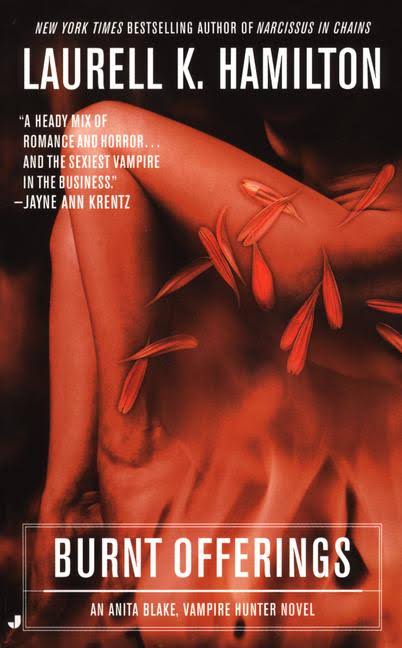 NEW YORK TIMES BESTSELLING AUTHOR OF NARCISSUS IN CHAINS
LAURELL K. HAMILTON
“A HEADY MIX OF
ROMANCE AND HORROR...
AND THE SEXIEST VAMPIRE
IN THE BUSINESS.”
—JAYNE ANN KRENTZ
BURNT OFFERINGS
J
AN ANITA BLAKE, VAMPIRE HUNTER NOVEL